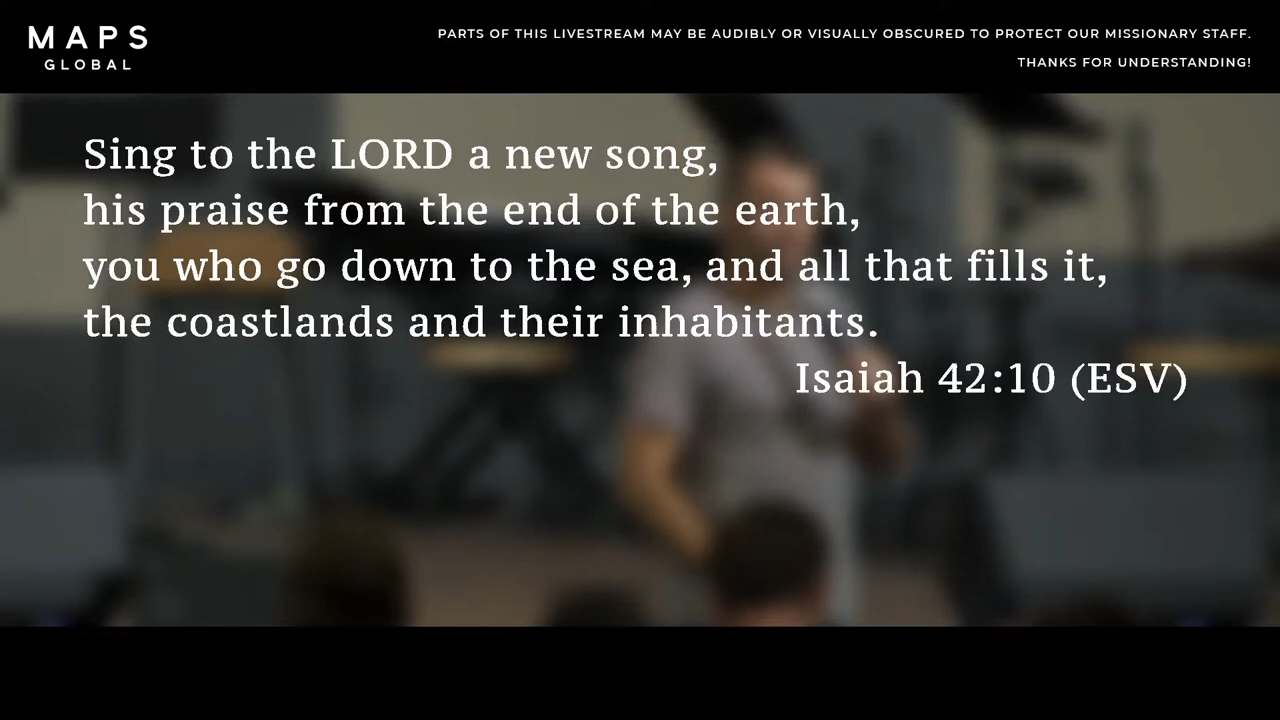 MAPS
GLOBAL
PARTS OF THIS LIVESTREAM MAY BE AUDIBLY OR VISUALLY OBSCURED TO PROTECT OUR MISSIONARY STAFF.
THANKS FOR UNDERSTANDING!
Sing to the LORD a new song,
his praise from the end of the earth,
you who go down to the sea, and all that fills it,
the coastlands and their inhabitants.
Isaiah 42:10 (ESV)